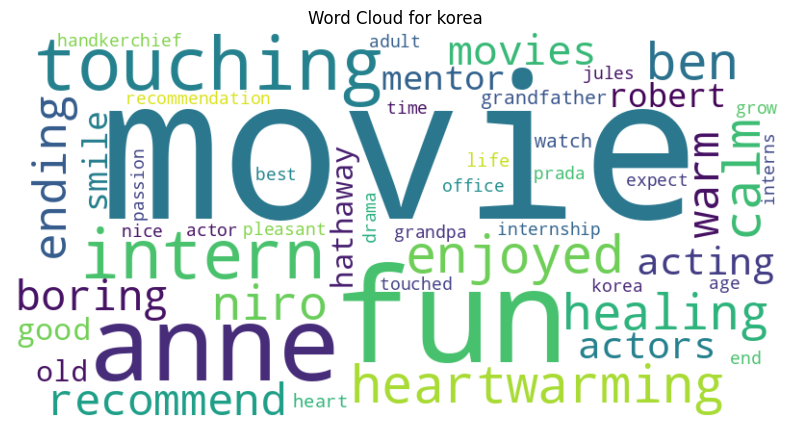 Word Cloud for korea
handkerchief
adult
touching
movies
ben
mentor
jules
recommendation
grandfather
robert
time
grow
ending
smile
movie
passion
best
life
watch
office
prada
expect
warm
calm
interns
nice
actor
pleasant
hathaway
drama
grandpa
internship
intern
enjoyed
acting
boring
niro
touched
korea
age
fun
healing
good
anne
actors
old
end
recommend
heart
heartwarming